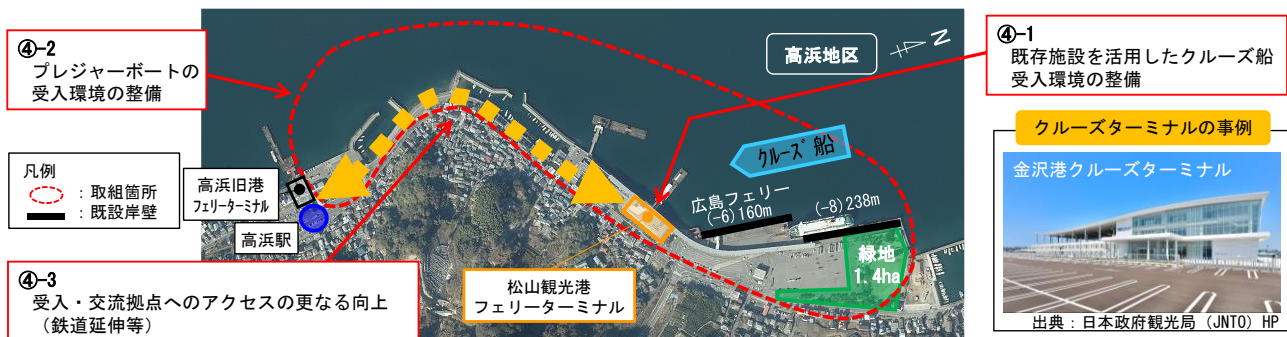 ④-2
プレジャーボートの
受入環境の整備
凡例
：取組箇所
：既設岸壁
高浜旧港
フェリーターミナル
高浜駅
④-3
受入・交流拠点へのアクセスの更なる向上
（鉄道延伸等）
高浜地区
N
クルーズ船
広島フェリー
(-6)160m
(-8)238m
緑地
1.4ha
松山観光港
フェリーターミナル
④-1
既存施設を活用したクルーズ船
受入環境の整備
クルーズターミナルの事例
金沢港クルーズターミナル
出典：日本政府観光局（JNTO）HP